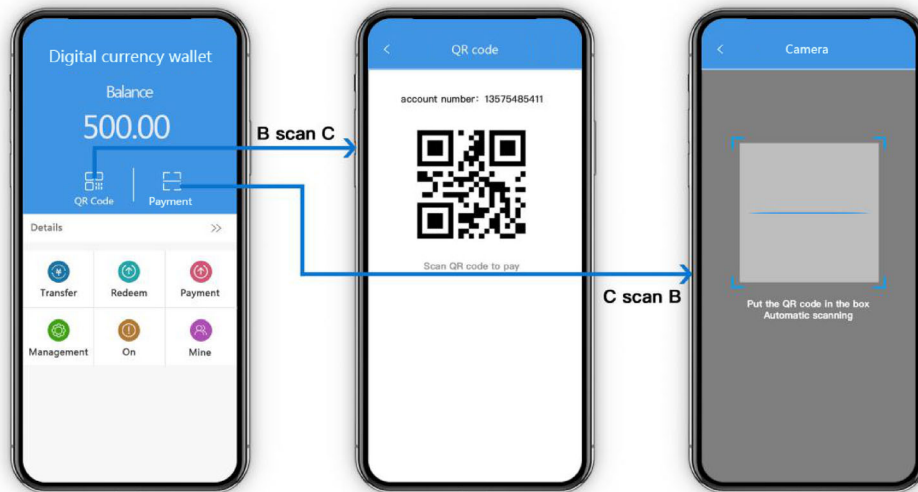 Digital currency wallet
Balance
500.00
QR Code
Payment
Details
Transfer
Redeem
Payment
Management
On
Mine
B scan C
QR code
account number: 13575485411
Scan QR code to pay
C scan B
Camera
Put the QR code in the box
Automatic scanning